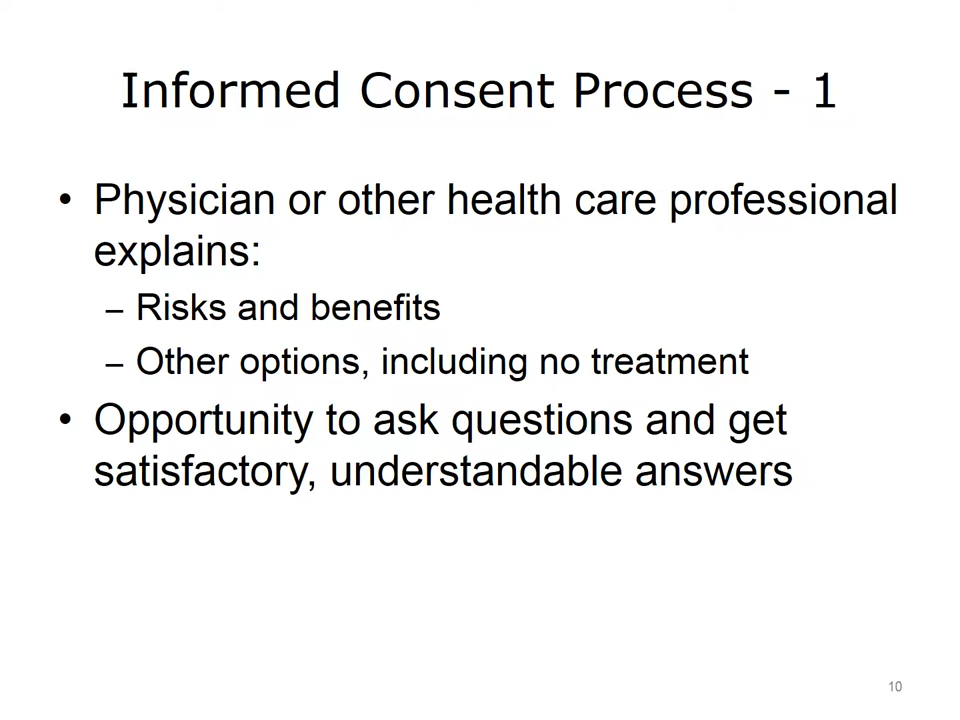 Informed Consent Process - 1
• Physician or other health care professional
explains:
– Risks and benefits
– Other options, including no treatment
• Opportunity to ask questions and get
satisfactory, understandable answers
10